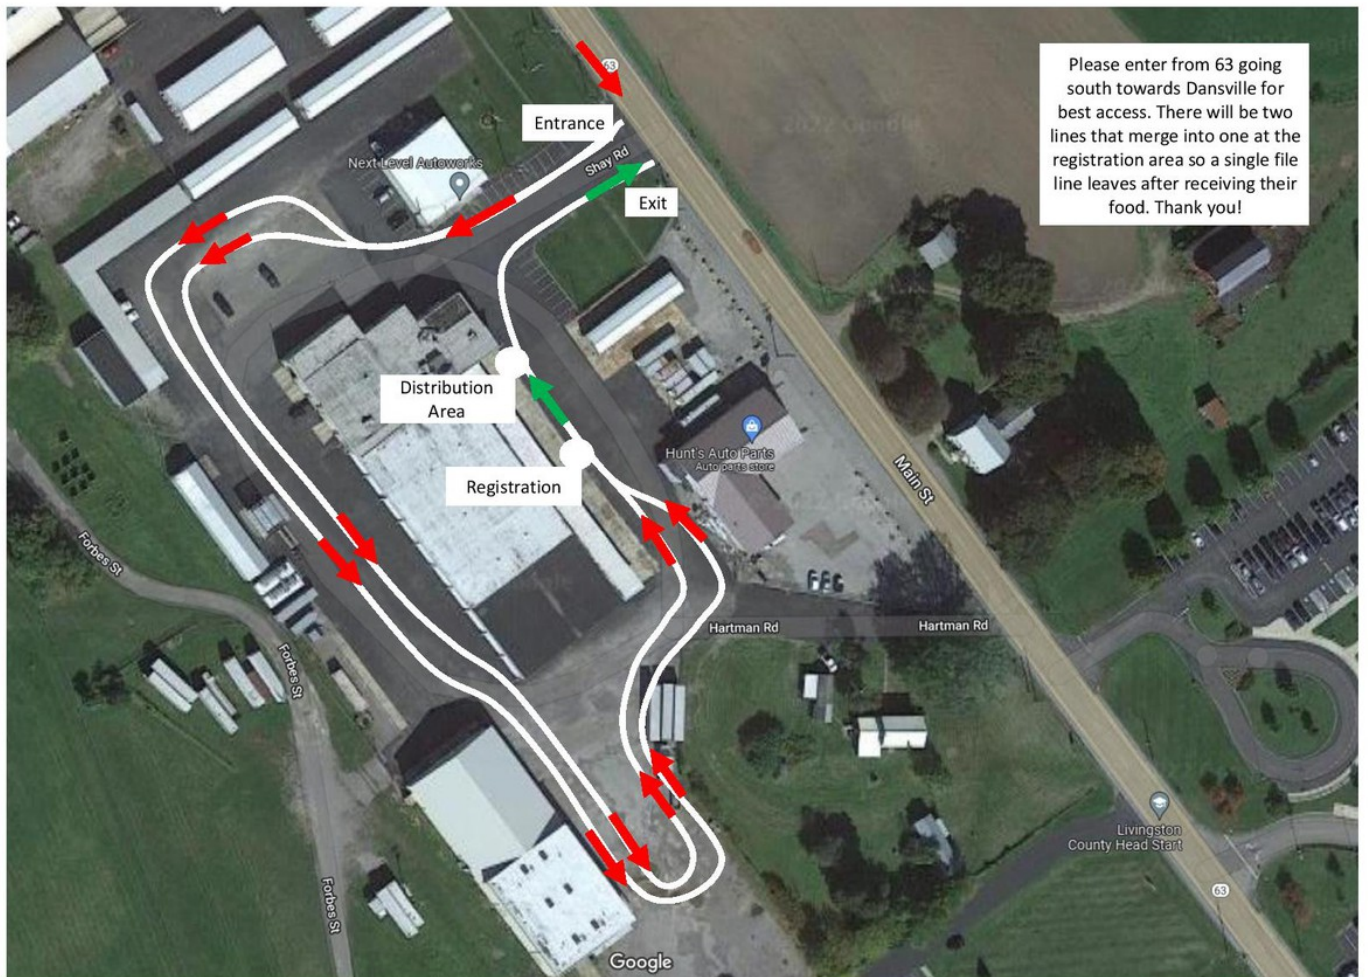 63
Entrance
Please enter from 63 going
south towards Dansville for
best access. There will be two
lines that merge into one at the
registration area so a single file
line leaves after receiving their
food. Thank you!
Next Level Autoworks
Shay Rd
Exit
Distribution
Area
Hunt's Auto Parts
Auto parts store
Registration
Main St
Forbes St
Hartman Rd
Hartman Rd
Forbes St
Livingston
County Head Start
63
Forbes St
Google